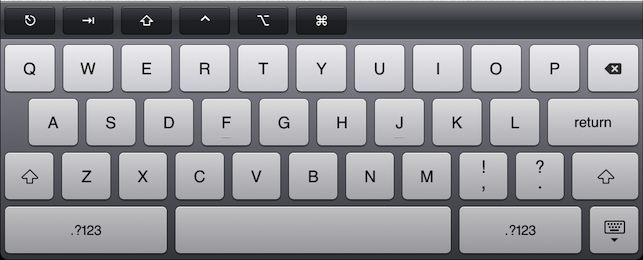 Q W E R T Y U I O P
A S D F G H J K L return
Z X C V B N M ! , ? .
.?123 .?123